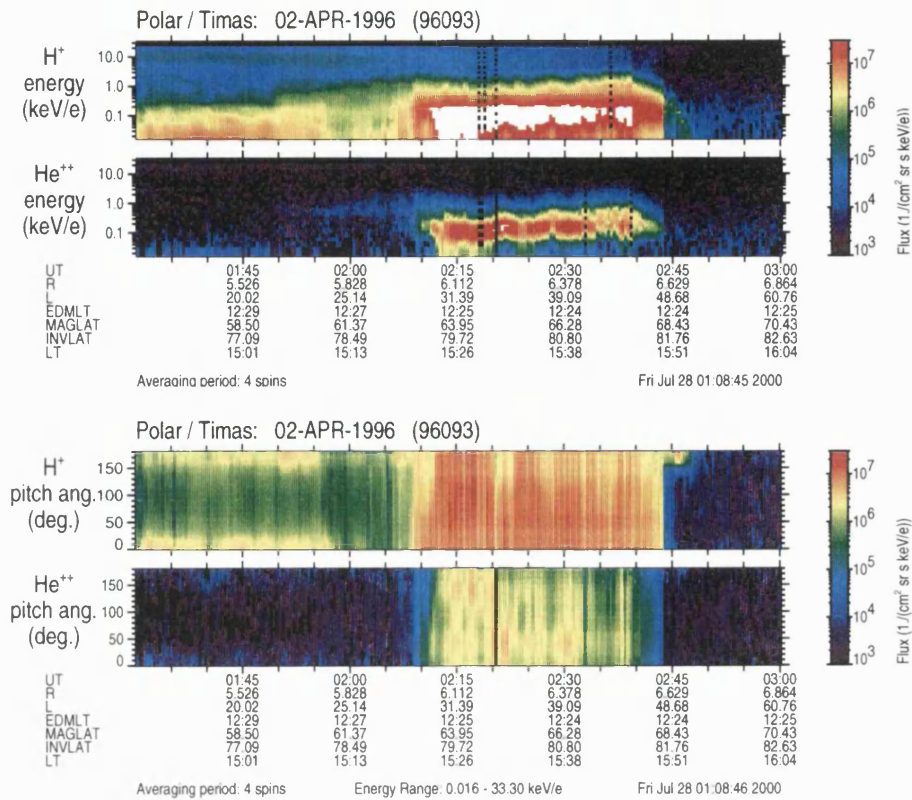 Polar / Timas: 02-APR-1996 (96093)
H+
energy
(keV/e)
10.0
1.0
0.1
He++
energy
(keV/e)
10.0
1.0
0.1
10^7
10^6
10^5
10^4
10^3
Flux (1./(cm² sr s keV/e))
UT 01:45 02:00 02:15 02:30 02:45 03:00
R 5.526 5.828 6.112 6.378 6.629 6.864
L 20.02 25.14 31.39 39.09 48.68 60.76
EDMLT 12:29 12:27 12:25 12:24 12:24 12:25
MAGLAT 58.50 61.37 63.95 66.28 68.43 70.43
INVLAT 77.09 78.49 79.72 80.80 81.76 82.63
LT 15:01 15:13 15:26 15:38 15:51 16:04
Averaging period: 4 spins Fri Jul 28 01:08:45 2000
Polar / Timas: 02-APR-1996 (96093)
H+
pitch ang.
(deg.)
150
100
50
0
He++
pitch ang.
(deg.)
150
100
50
0
10^7
10^6
10^5
10^4
10^3
Flux (1./(cm² sr s keV/e))
UT 01:45 02:00 02:15 02:30 02:45 03:00
R 5.526 5.828 6.112 6.378 6.629 6.864
L 20.02 25.14 31.39 39.09 48.68 60.76
EDMLT 12:29 12:27 12:25 12:24 12:24 12:25
MAGLAT 58.50 61.37 63.95 66.28 68.43 70.43
INVLAT 77.09 78.49 79.72 80.80 81.76 82.63
LT 15:01 15:13 15:26 15:38 15:51 16:04
Averaging period: 4 spins Energy Range: 0.016 - 33.30 keV/e Fri Jul 28 01:08:46 2000